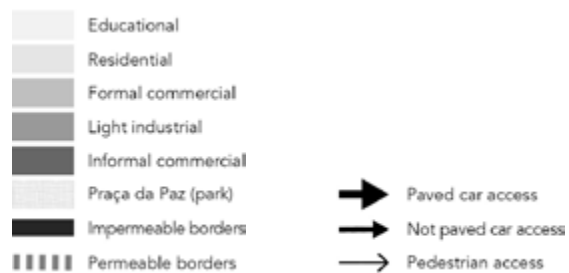 Educational
Residential
Formal commercial
Light industrial
Informal commercial
Praça da Paz (park)
Impermeable borders
Permeable borders
Paved car access
Not paved car access
Pedestrian access